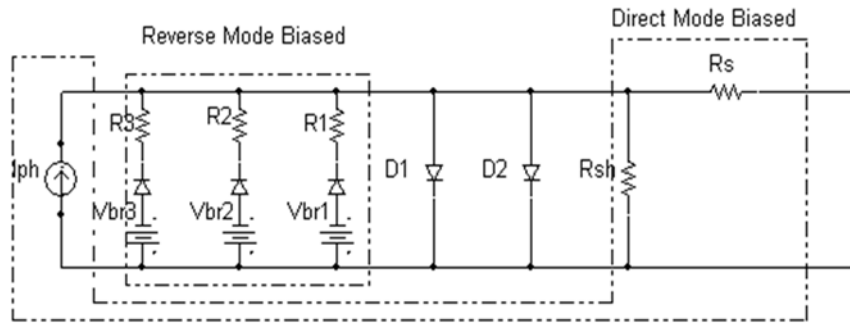 Direct Mode Biased
Reverse Mode Biased
Rs
R3 R2 R1
Iph D1 D2 Rsh
Vbr3 Vbr2 Vbr1